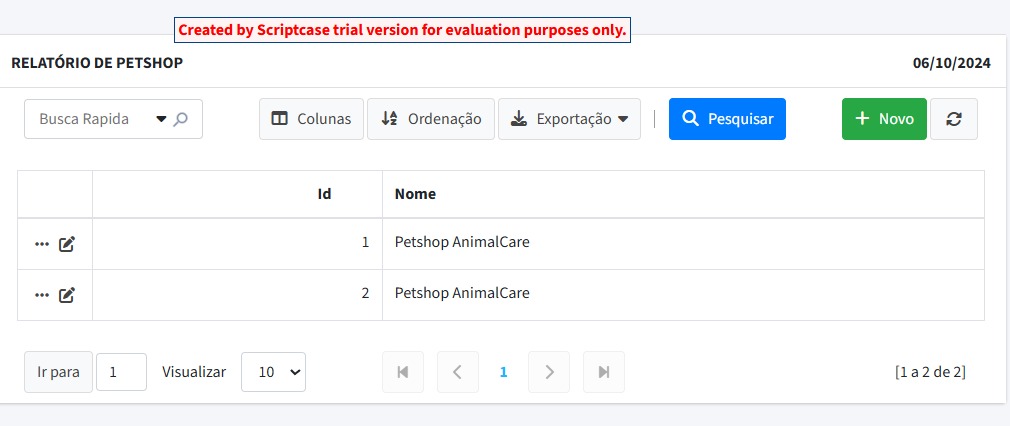 Created by Scriptcase trial version for evaluation purposes only.
RELATÓRIO DE PETSHOP 06/10/2024
Busca Rapida Colunas Ordenação Exportação Pesquisar Novo
Id Nome
1 Petshop AnimalCare
2 Petshop AnimalCare
Ir para 1 Visualizar 10 1 [1 a 2 de 2]